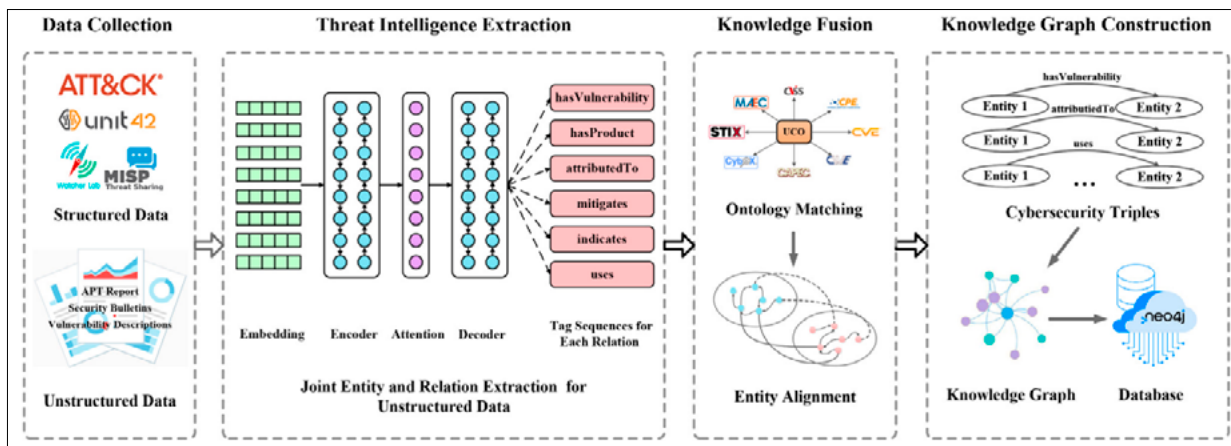 Data Collection
ATT&CK®
unit 42
Watcher Lab
MISP
Threat Sharing
Structured Data
APT Report
Security Bulletins
Vulnerability Descriptions
Unstructured Data
Threat Intelligence Extraction
hasVulnerability
hasProduct
attributedTo
mitigates
indicates
uses
Embedding
Encoder
Attention
Decoder
Tag Sequences for
Each Relation
Joint Entity and Relation Extraction for
Unstructured Data
Knowledge Fusion
CVSS
MAEC
CPE
STIX
UCO
CVE
CybOX
CAPEC
Ontology Matching
Entity Alignment
Knowledge Graph Construction
hasVulnerability
Entity 1
attributiedTo
Entity 2
Entity 1
Entity 2
uses
Entity 1
...
Entity 2
Cybersecurity Triples
neo4j
Knowledge Graph
Database